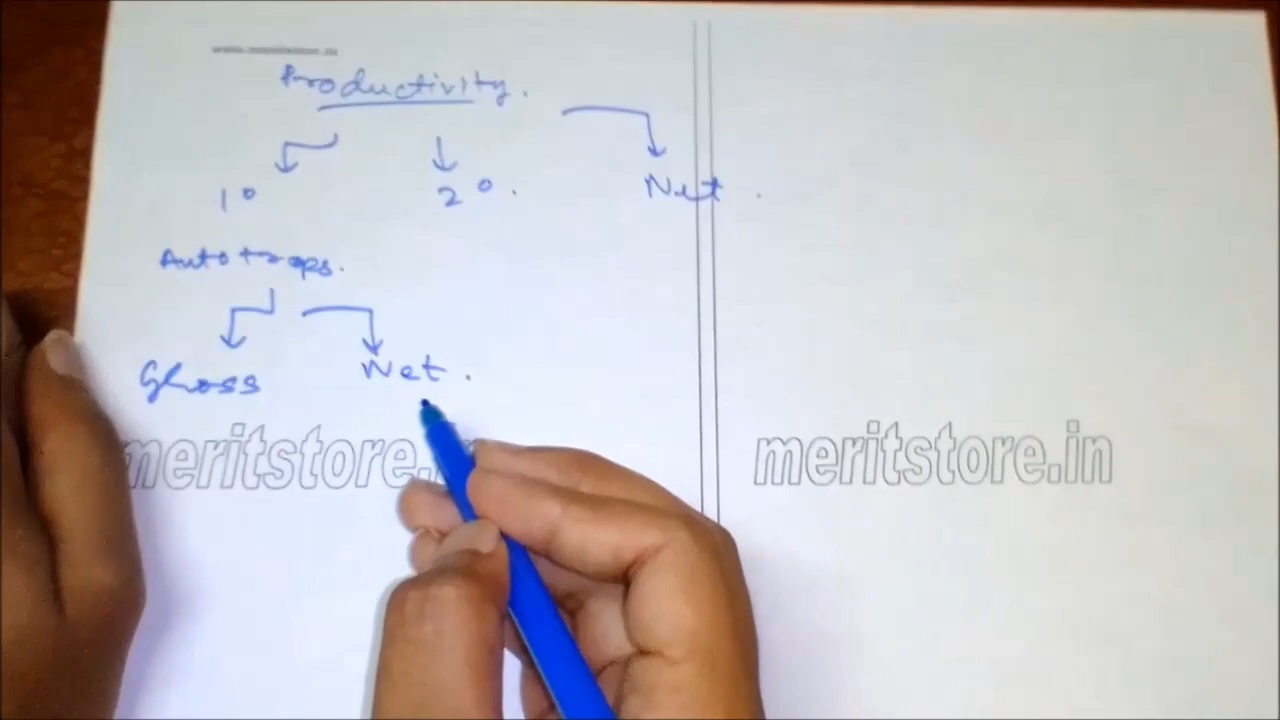 Productivity.
1° 2°. Net.
Autotrops.
Gross Net.
meritstore.in meritstore.in